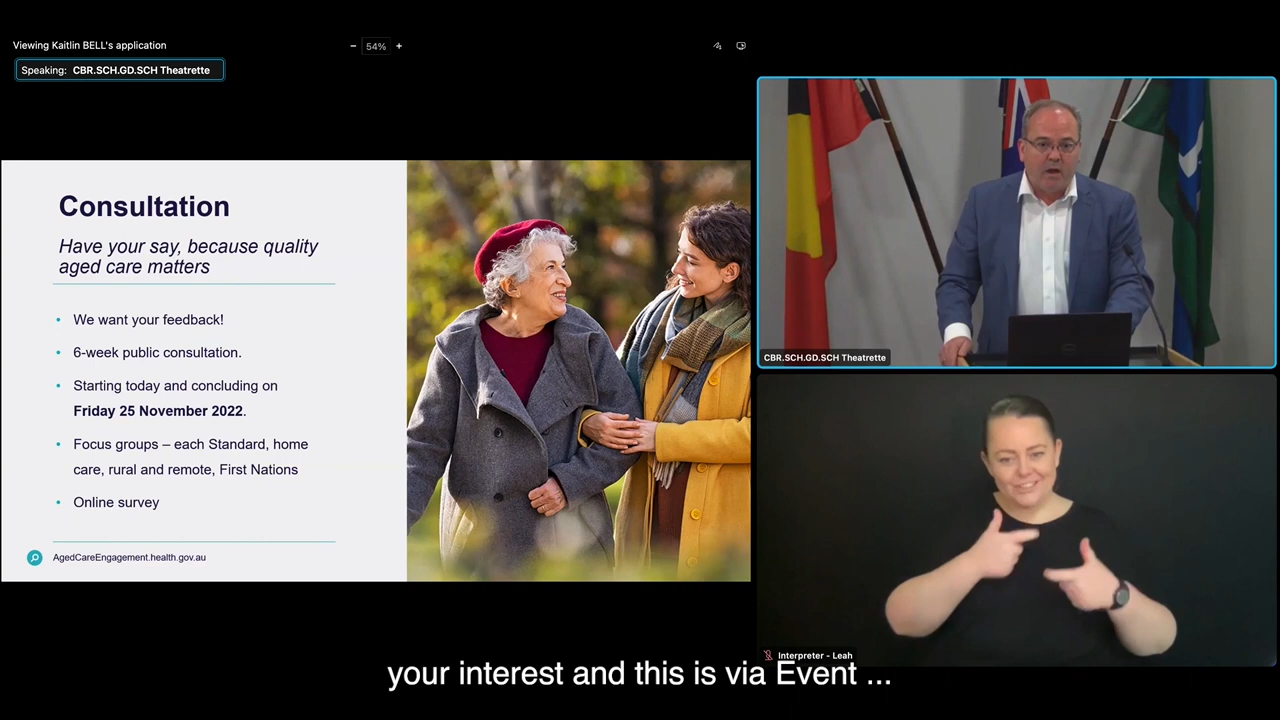 Viewing Kaitlin BELL's application
− 54% +
Speaking: CBR.SCH.GD.SCH Theatrette
Consultation
Have your say, because quality
aged care matters
• We want your feedback!
• 6-week public consultation.
• Starting today and concluding on
Friday 25 November 2022.
• Focus groups – each Standard, home
care, rural and remote, First Nations
• Online survey
AgedCareEngagement.health.gov.au
CBR.SCH.GD.SCH Theatrette
Interpreter - Leah
your interest and this is via Event ...